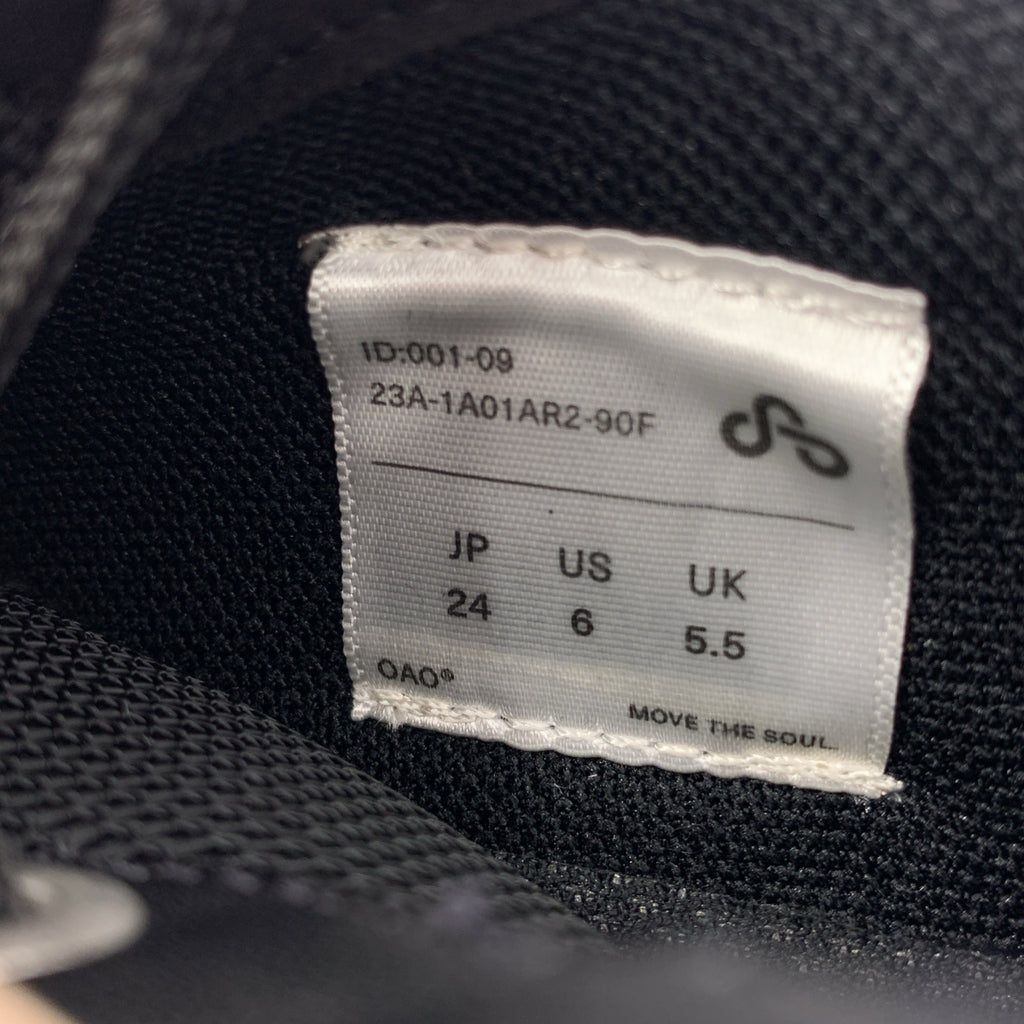 ID:001-09
23A-1A01AR2-90F
JP US UK
24 6 5.5
OAO®
MOVE THE SOUL.